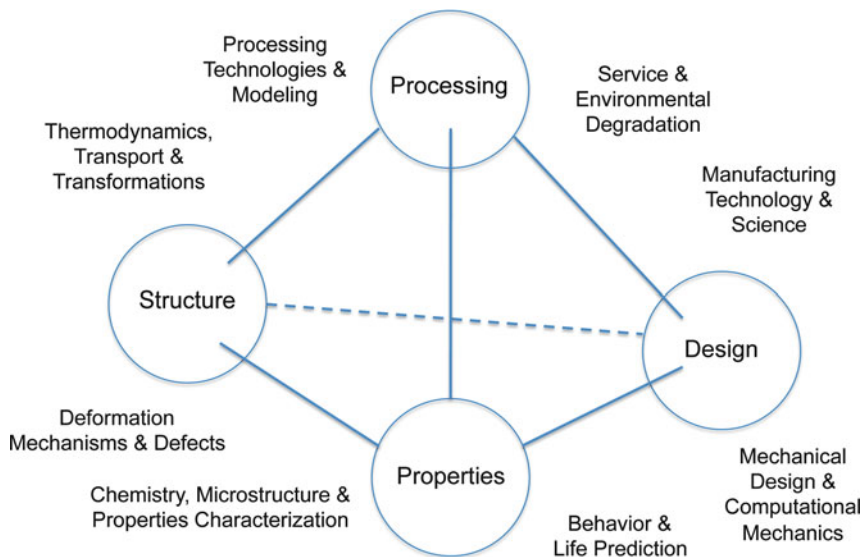 Processing
Technologies &
Modeling
Processing
Service &
Environmental
Degradation
Thermodynamics,
Transport &
Transformations
Manufacturing
Technology &
Science
Structure
Design
Deformation
Mechanisms & Defects
Properties
Chemistry, Microstructure &
Properties Characterization
Behavior &
Life Prediction
Mechanical
Design &
Computational
Mechanics